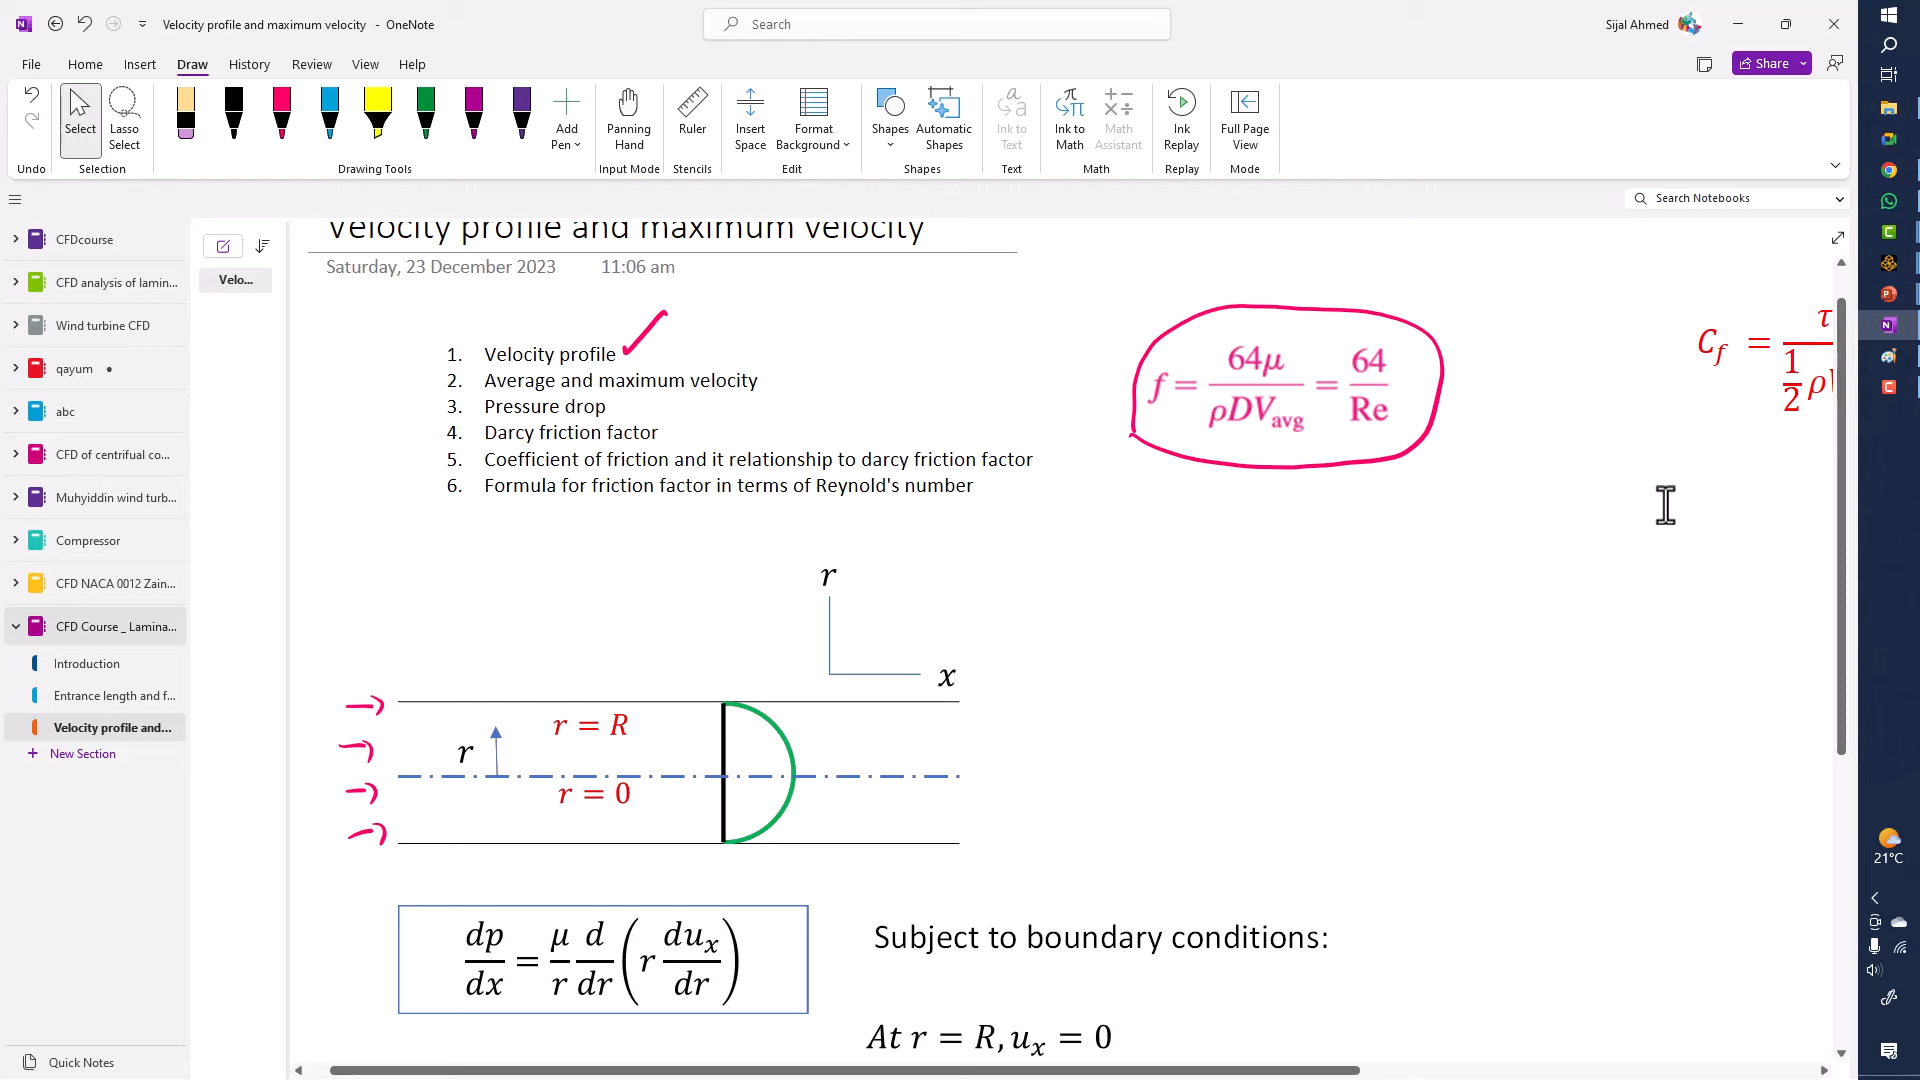 Velocity profile and maximum velocity - OneNote
Search
Sijal Ahmed
File Home Insert Draw History Review View Help
Share
Select
Lasso Select
Add Pen
Panning Hand
Ruler
Insert Space
Format Background
Shapes
Automatic Shapes
Ink to Text
Ink to Math
Math Assistant
Ink Replay
Full Page View
Undo Selection Drawing Tools Input Mode Stencils Edit Shapes Text Math Replay Mode
Search Notebooks
CFDcourse
CFD analysis of lamin...
Wind turbine CFD
qayum
abc
CFD of centrifual co...
Muhyiddin wind turb...
Compressor
CFD NACA 0012 Zain...
CFD Course _ Lamina...
Introduction
Entrance length and f...
Velocity profile and...
New Section
Quick Notes
Velo...
Velocity profile and maximum velocity
Saturday, 23 December 2023 11:06 am
1. Velocity profile
2. Average and maximum velocity
3. Pressure drop
4. Darcy friction factor
5. Coefficient of friction and it relationship to darcy friction factor
6. Formula for friction factor in terms of Reynold's number
f = 64μ / ρDV_avg = 64 / Re
C_f = τ / 1/2 ρ
r
x
r = R
r
r = 0
dp/dx = μ/r d/dr (r du_x/dr)
Subject to boundary conditions:
At r = R, u_x = 0
21°C